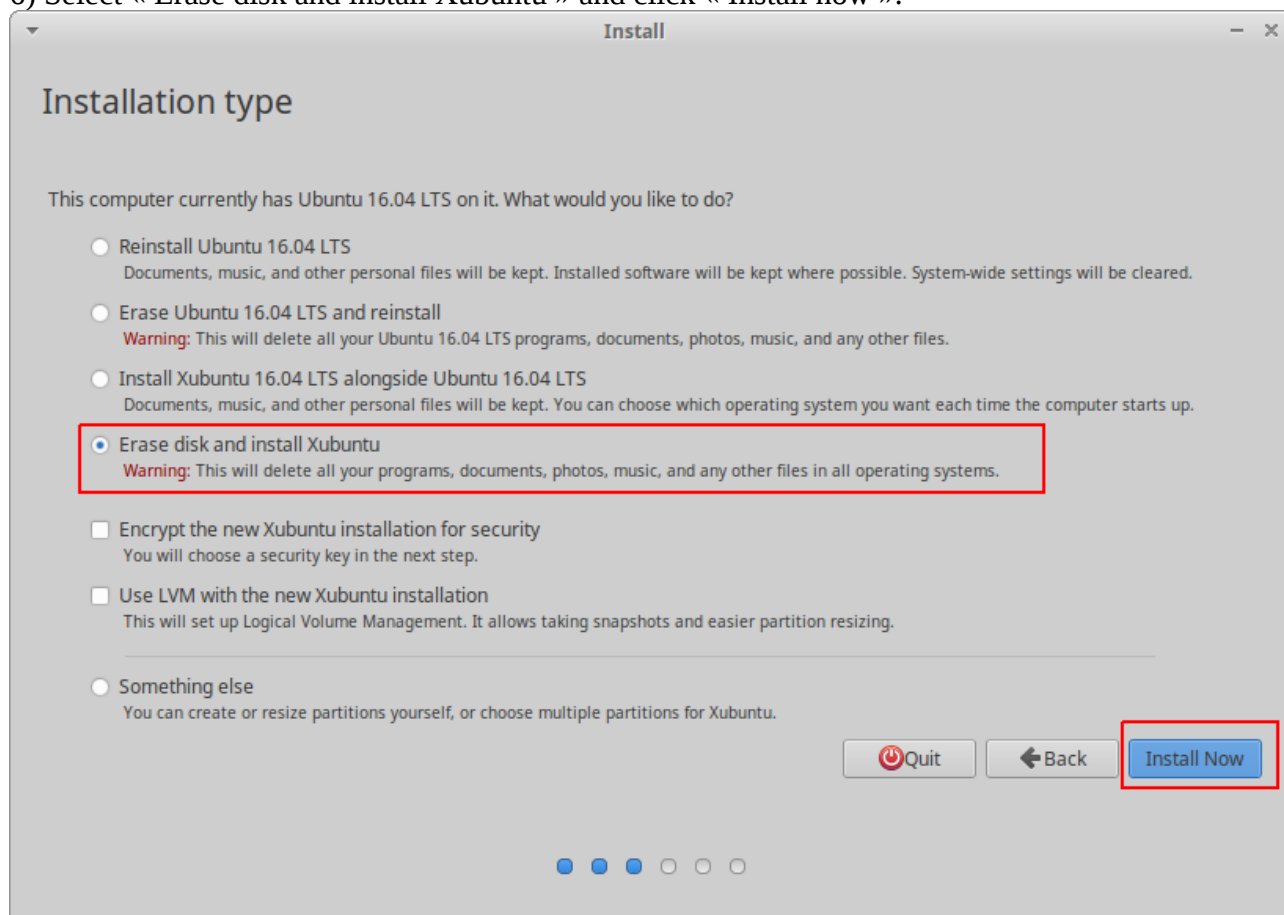 6) Select « Erase disk and install Xubuntu » and click « Install now ».
Install
Installation type
This computer currently has Ubuntu 16.04 LTS on it. What would you like to do?
Reinstall Ubuntu 16.04 LTS
Documents, music, and other personal files will be kept. Installed software will be kept where possible. System-wide settings will be cleared.
Erase Ubuntu 16.04 LTS and reinstall
Warning: This will delete all your Ubuntu 16.04 LTS programs, documents, photos, music, and any other files.
Install Xubuntu 16.04 LTS alongside Ubuntu 16.04 LTS
Documents, music, and other personal files will be kept. You can choose which operating system you want each time the computer starts up.
Erase disk and install Xubuntu
Warning: This will delete all your programs, documents, photos, music, and any other files in all operating systems.
Encrypt the new Xubuntu installation for security
You will choose a security key in the next step.
Use LVM with the new Xubuntu installation
This will set up Logical Volume Management. It allows taking snapshots and easier partition resizing.
Something else
You can create or resize partitions yourself, or choose multiple partitions for Xubuntu.
Quit Back Install Now